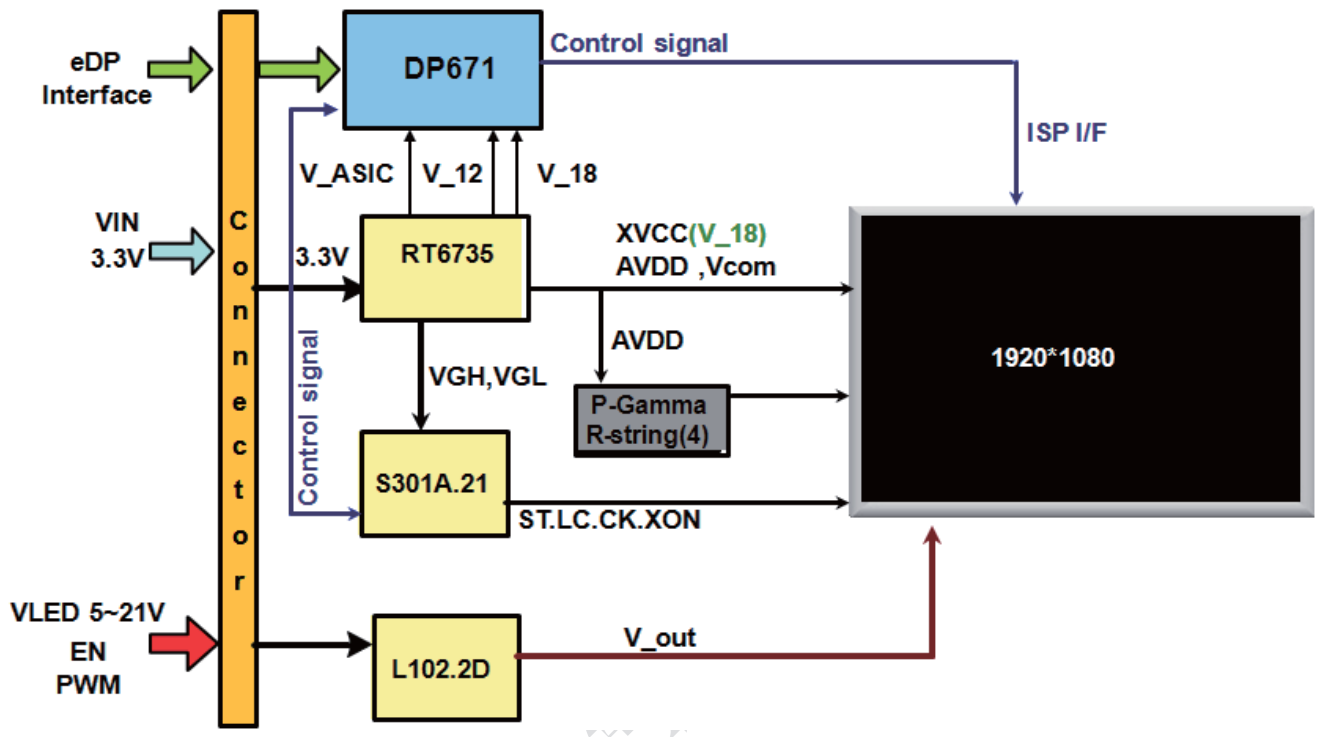 eDP
Interface
DP671
Control signal
ISP I/F
V_ASIC
V_12
V_18
VIN
3.3V
Connector
3.3V
RT6735
XVCC(V_18)
AVDD ,Vcom
AVDD
1920*1080
Control signal
VGH,VGL
P-Gamma
R-string(4)
S301A.21
ST.LC.CK.XON
VLED 5~21V
EN
PWM
L102.2D
V_out